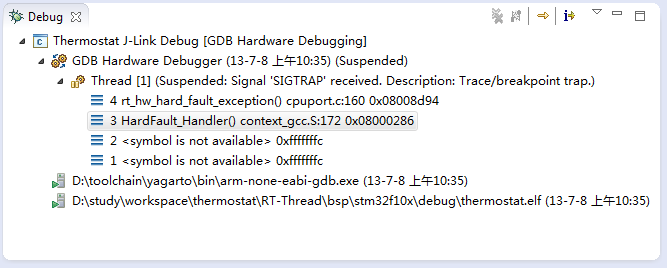 Debug
Thermostat J-Link Debug [GDB Hardware Debugging]
GDB Hardware Debugger (13-7-8 上午10:35) (Suspended)
Thread [1] (Suspended: Signal 'SIGTRAP' received. Description: Trace/breakpoint trap.)
4 rt_hw_hard_fault_exception() cpuport.c:160 0x08008d94
3 HardFault_Handler() context_gcc.S:172 0x08000286
2 <symbol is not available> 0xfffffffc
1 <symbol is not available> 0xfffffffc
D:\toolchain\yagarto\bin\arm-none-eabi-gdb.exe (13-7-8 上午10:35)
D:\study\workspace\thermostat\RT-Thread\bsp\stm32f10x\debug\thermostat.elf (13-7-8 上午10:35)